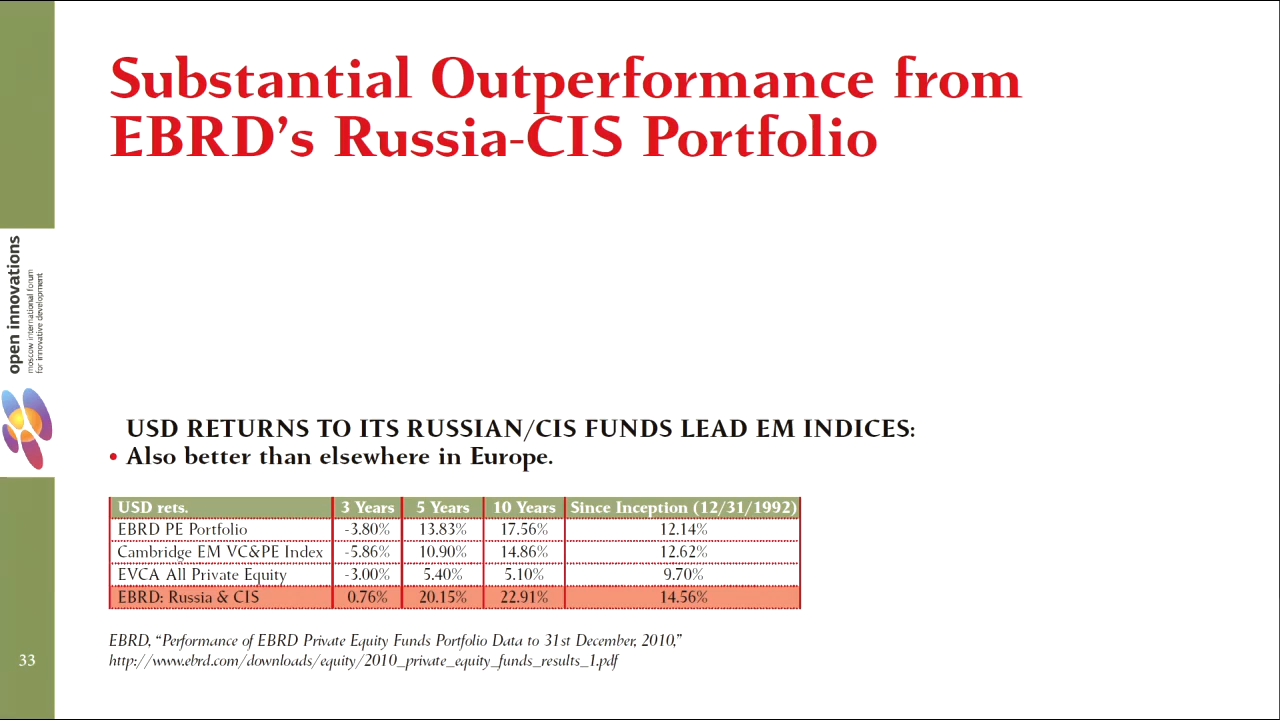 Substantial Outperformance from
EBRD’s Russia-CIS Portfolio
open innovations
moscow international forum
for innovative development
USD RETURNS TO ITS RUSSIAN/CIS FUNDS LEAD EM INDICES:
• Also better than elsewhere in Europe.
USD rets. 3 Years 5 Years 10 Years Since Inception (12/31/1992)
EBRD PE Portfolio -3.80% 13.83% 17.56% 12.14%
Cambridge EM VC&PE Index -5.86% 10.90% 14.86% 12.62%
EVCA All Private Equity -3.00% 5.40% 5.10% 9.70%
EBRD: Russia & CIS 0.76% 20.15% 22.91% 14.56%
EBRD, “Performance of EBRD Private Equity Funds Portfolio Data to 31st December, 2010,”
http://www.ebrd.com/downloads/equity/2010_private_equity_funds_results_1.pdf
33